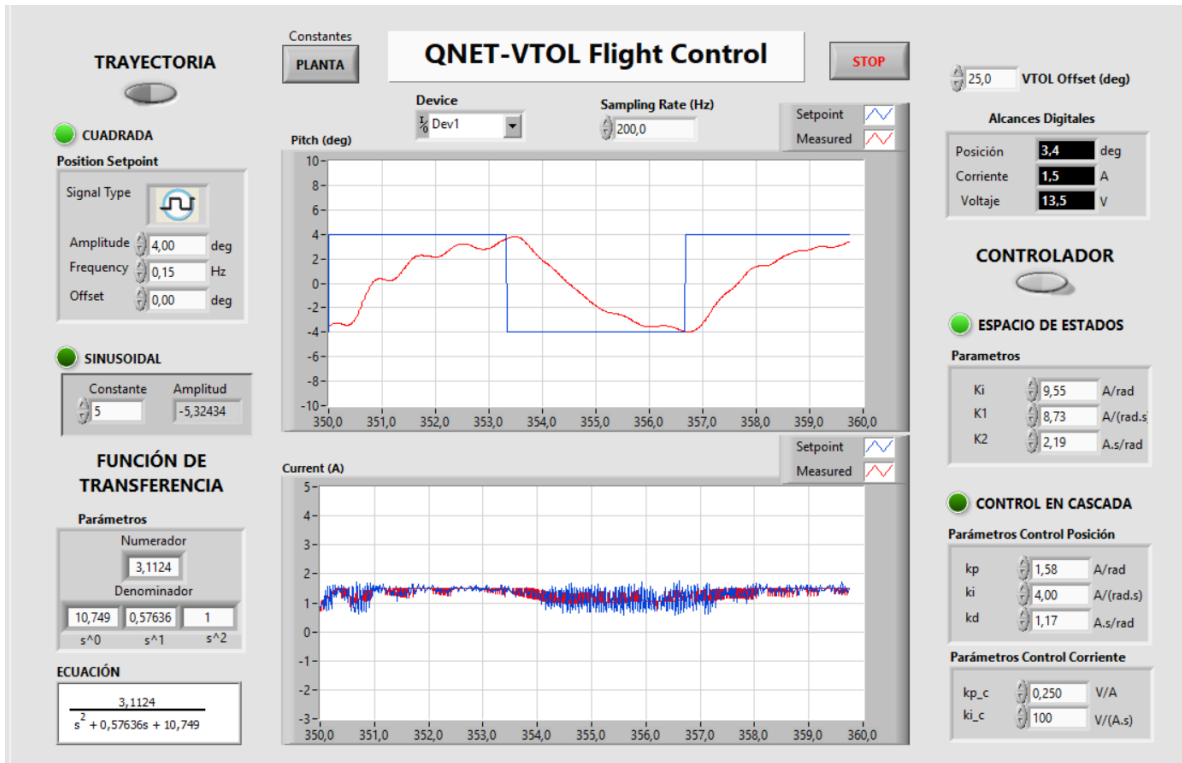 TRAYECTORIA
CUADRADA
Position Setpoint
Signal Type
Amplitude 4,00 deg
Frequency 0,15 Hz
Offset 0,00 deg
SINUSOIDAL
Constante Amplitud
5 -5,32434
FUNCIÓN DE
TRANSFERENCIA
Parámetros
Numerador
3,1124
Denominador
10,749 0,57636 1
s^0 s^1 s^2
ECUACIÓN
3,1124
s^2 + 0,57636s + 10,749
Constantes
PLANTA
QNET-VTOL Flight Control
STOP
Device
I/O Dev1
Sampling Rate (Hz)
200,0
Setpoint
Measured
Pitch (deg)
10
8
6
4
2
0
-2
-4
-6
-8
-10
350,0 351,0 352,0 353,0 354,0 355,0 356,0 357,0 358,0 359,0 360,0
Setpoint
Measured
Current (A)
5
4
3
2
1
0
-1
-2
-3
350,0 351,0 352,0 353,0 354,0 355,0 356,0 357,0 358,0 359,0 360,0
25,0 VTOL Offset (deg)
Alcances Digitales
Posición 3,4 deg
Corriente 1,5 A
Voltaje 13,5 V
CONTROLADOR
ESPACIO DE ESTADOS
Parametros
Ki 9,55 A/rad
K1 8,73 A/(rad.s
K2 2,19 A.s/rad
CONTROL EN CASCADA
Parámetros Control Posición
kp 1,58 A/rad
ki 4,00 A/(rad.s)
kd 1,17 A.s/rad
Parámetros Control Corriente
kp_c 0,250 V/A
ki_c 100 V/(A.s)